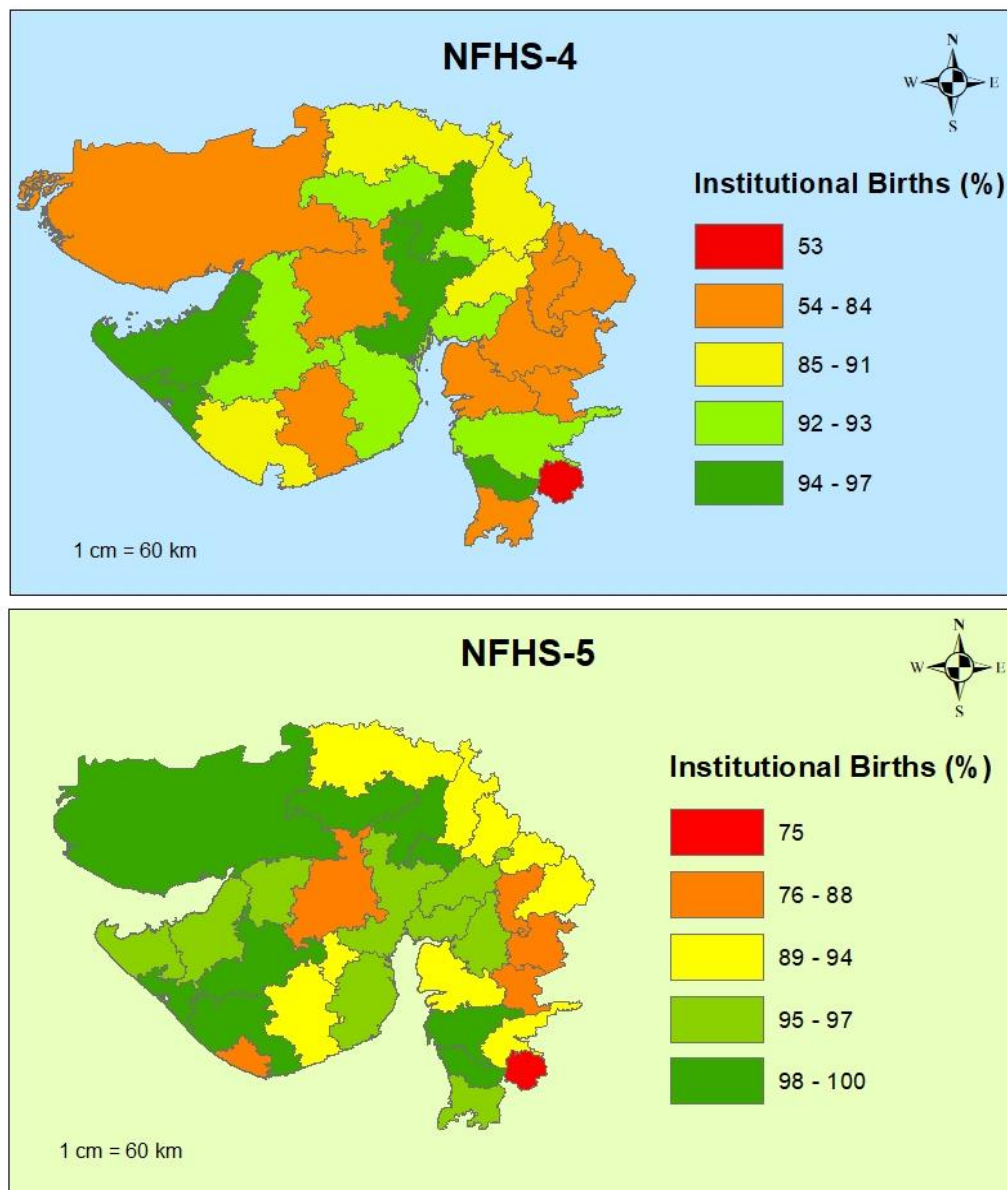 NFHS-4
N
W E
S
Institutional Births (%)
53
54 - 84
85 - 91
92 - 93
94 - 97
1 cm = 60 km
NFHS-5
N
W E
S
Institutional Births (%)
75
76 - 88
89 - 94
95 - 97
98 - 100
1 cm = 60 km